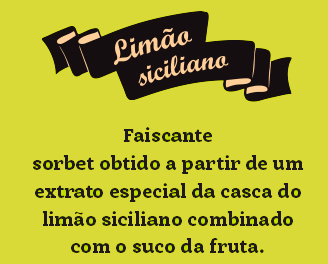 Limão
siciliano
Faiscante
sorbet obtido a partir de um
extrato especial da casca do
limão siciliano combinado
com o suco da fruta.